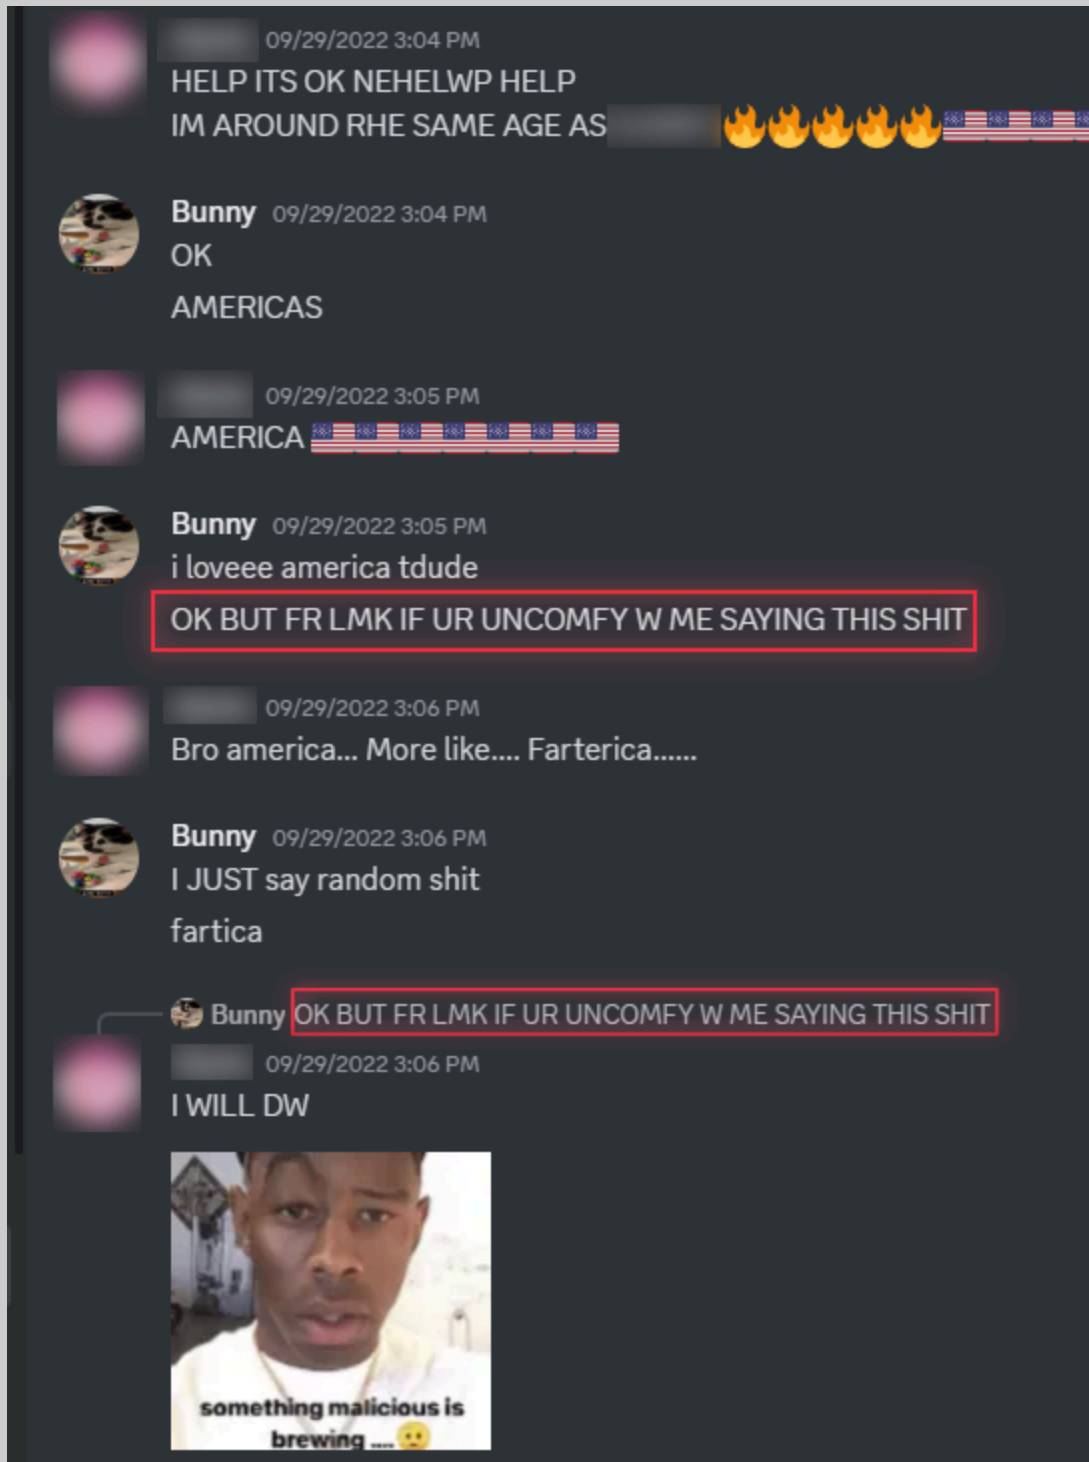 09/29/2022 3:04 PM
HELP ITS OK NEHELWP HELP
IM AROUND RHE SAME AGE AS 🔥🔥🔥🔥🔥🇺🇸🇺🇸🇺🇸🇺🇸
Bunny 09/29/2022 3:04 PM
OK
AMERICAS
09/29/2022 3:05 PM
AMERICA 🇺🇸🇺🇸🇺🇸🇺🇸🇺🇸🇺🇸🇺🇸
Bunny 09/29/2022 3:05 PM
i loveee america tdude
OK BUT FR LMK IF UR UNCOMFY W ME SAYING THIS SHIT
09/29/2022 3:06 PM
Bro america... More like.... Farterica......
Bunny 09/29/2022 3:06 PM
I JUST say random shit
fartica
Bunny OK BUT FR LMK IF UR UNCOMFY W ME SAYING THIS SHIT
09/29/2022 3:06 PM
I WILL DW
something malicious is
brewing ....🫤